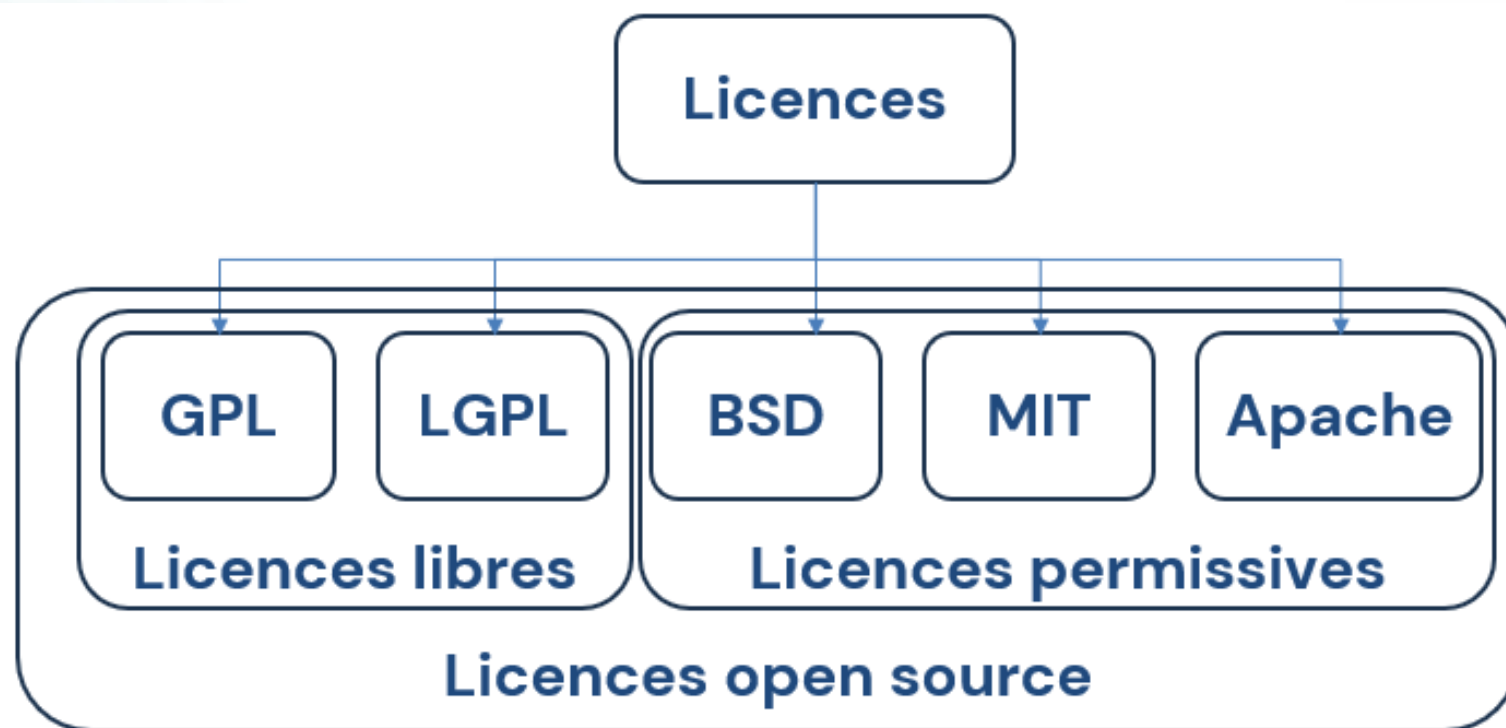 Licences
GPL
LGPL
BSD
MIT
Apache
Licences libres
Licences permissives
Licences open source